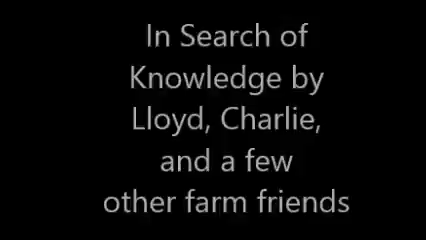 In Search of
Knowledge by
Lloyd, Charlie,
and a few
other farm friends